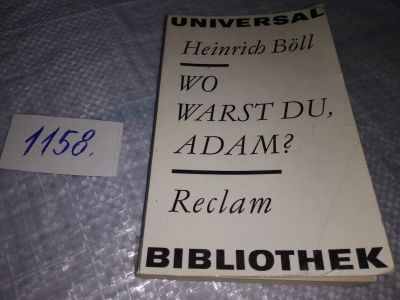 UNIVERSAL
Heinrich Böll
WO
WARST DU,
ADAM?
Reclam
BIBLIOTHEK
1158.